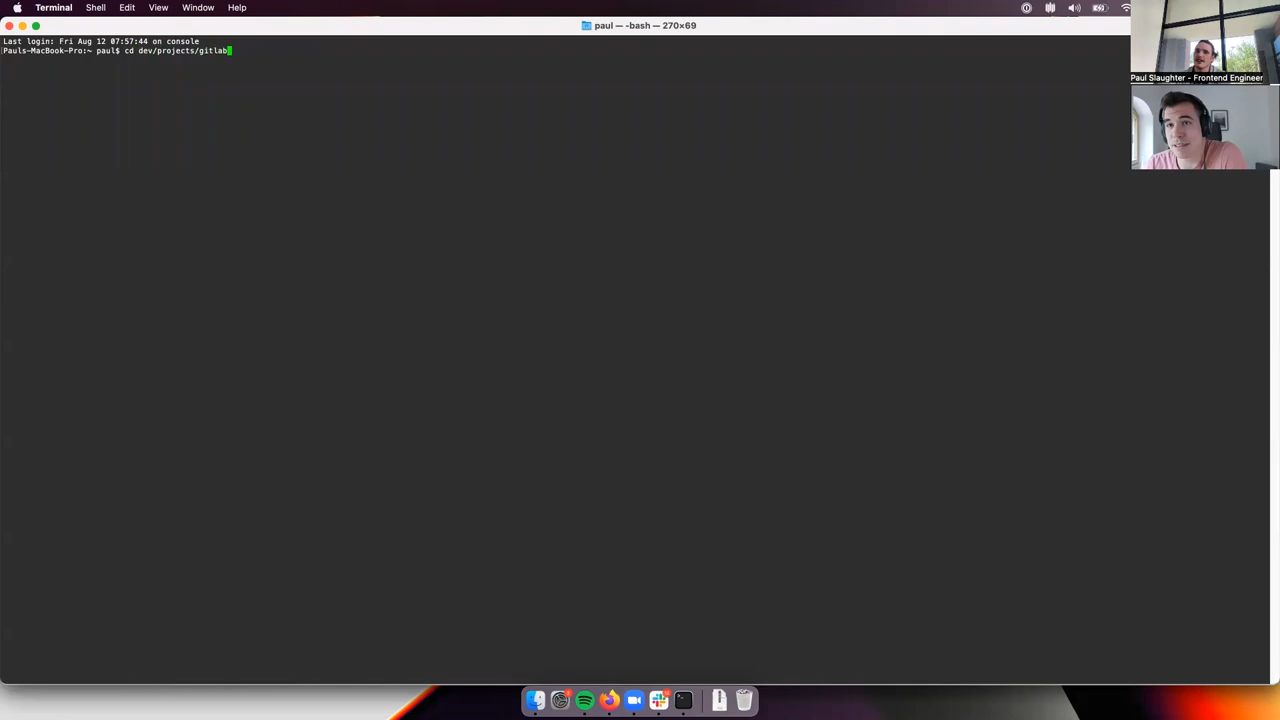 Terminal Shell Edit View Window Help
paul — -bash — 270×69
Last login: Fri Aug 12 07:57:44 on console
Pauls-MacBook-Pro:~ paul$ cd dev/projects/gitlab
Paul Slaughter - Frontend Engineer